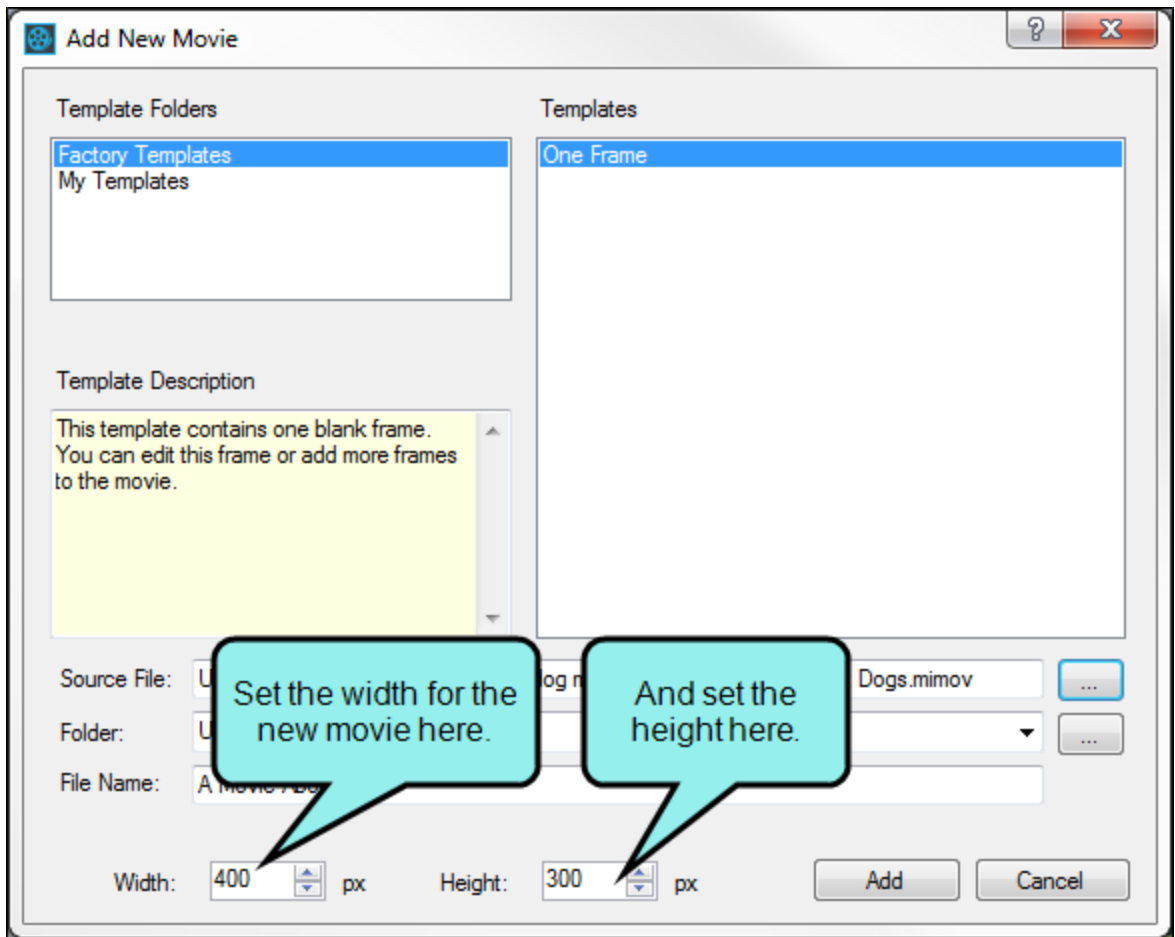 Add New Movie
Template Folders
Templates
Factory Templates
My Templates
One Frame
Template Description
This template contains one blank frame.
You can edit this frame or add more frames
to the movie.
Source File:
Dogs.mimov
...
Set the width for the
new movie here.
And set the
height here.
Folder:
...
File Name:
A Movie
Width:
400
px
Height:
300
px
Add
Cancel